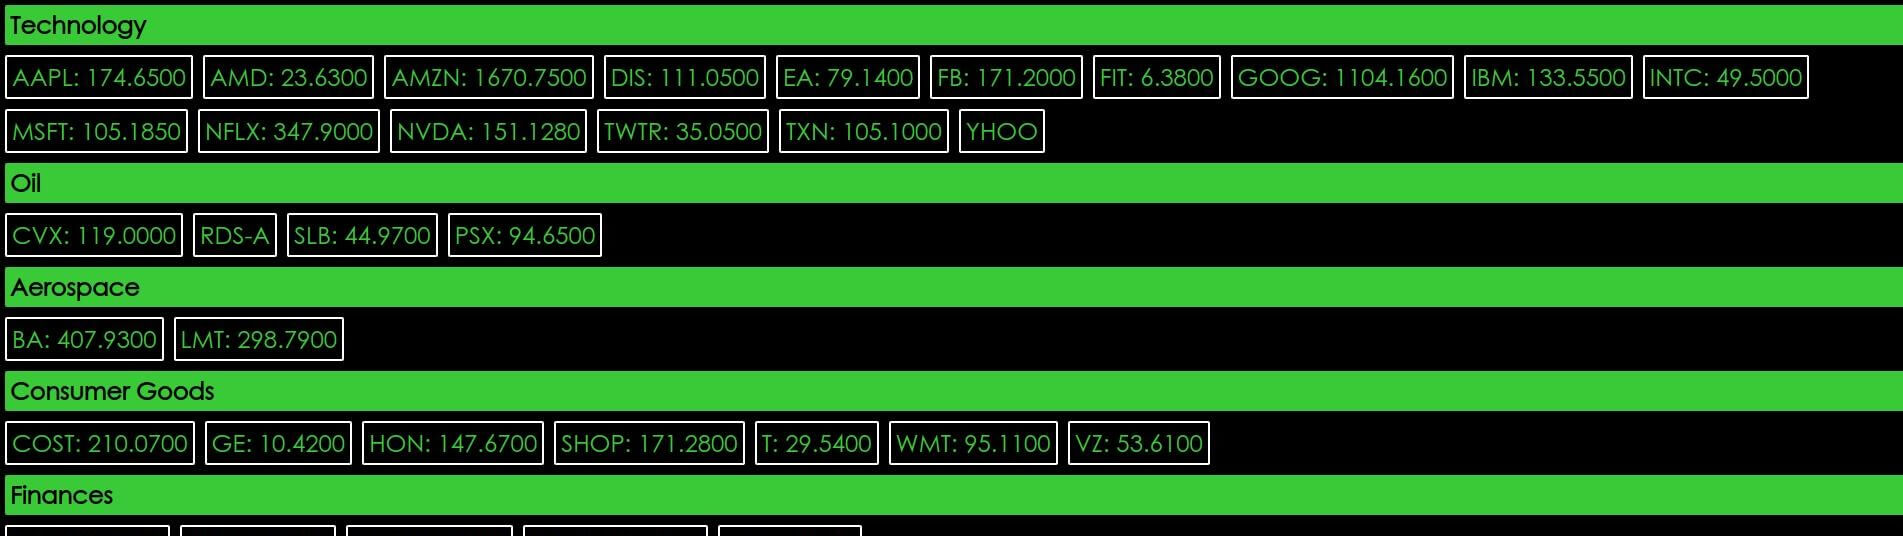 Technology
AAPL: 174.6500 AMD: 23.6300 AMZN: 1670.7500 DIS: 111.0500 EA: 79.1400 FB: 171.2000 FIT: 6.3800 GOOG: 1104.1600 IBM: 133.5500 INTC: 49.5000
MSFT: 105.1850 NFLX: 347.9000 NVDA: 151.1280 TWTR: 35.0500 TXN: 105.1000 YHOO
Oil
CVX: 119.0000 RDS-A SLB: 44.9700 PSX: 94.6500
Aerospace
BA: 407.9300 LMT: 298.7900
Consumer Goods
COST: 210.0700 GE: 10.4200 HON: 147.6700 SHOP: 171.2800 T: 29.5400 WMT: 95.1100 VZ: 53.6100
Finances